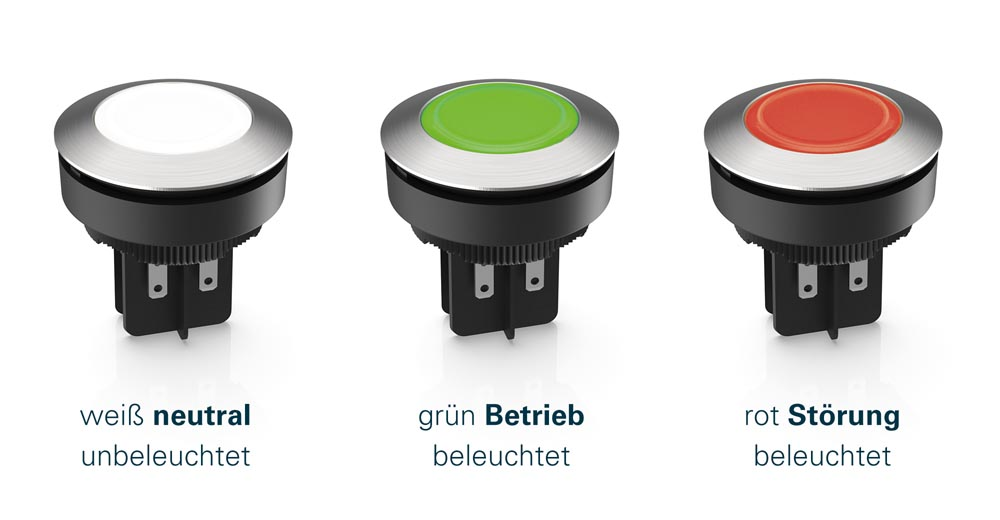 weiß neutral
unbeleuchtet
grün Betrieb
beleuchtet
rot Störung
beleuchtet